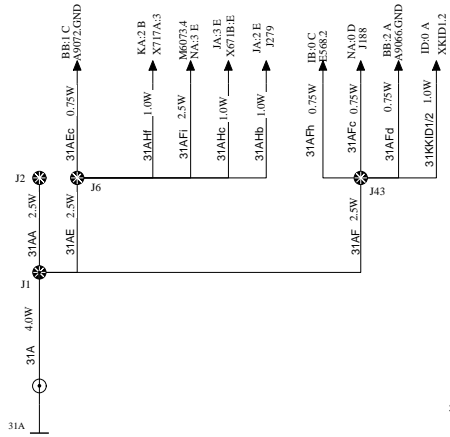 BB:1 C
A9072.GND
KA:2 B
X717A:3
M6073.4
NA:3 E
JA:3 E
X671B:E
JA:2 E
J279
IB:0 C
E568.2
NA:0 D
J188
BB:2 A
A9066.GND
ID:0 A
XKID1.2
31AEc 0.75W
31AHf 1.0W
31AFi 2.5W
31AHc 1.0W
31AHb 1.0W
31AFh 0.75W
31AFc 0.75W
31AFd 0.75W
31KKID1/2 1.0W
J2
J6
J43
31AA 2.5W
31AE 2.5W
31AF 2.5W
J1
31A 4.0W
31A